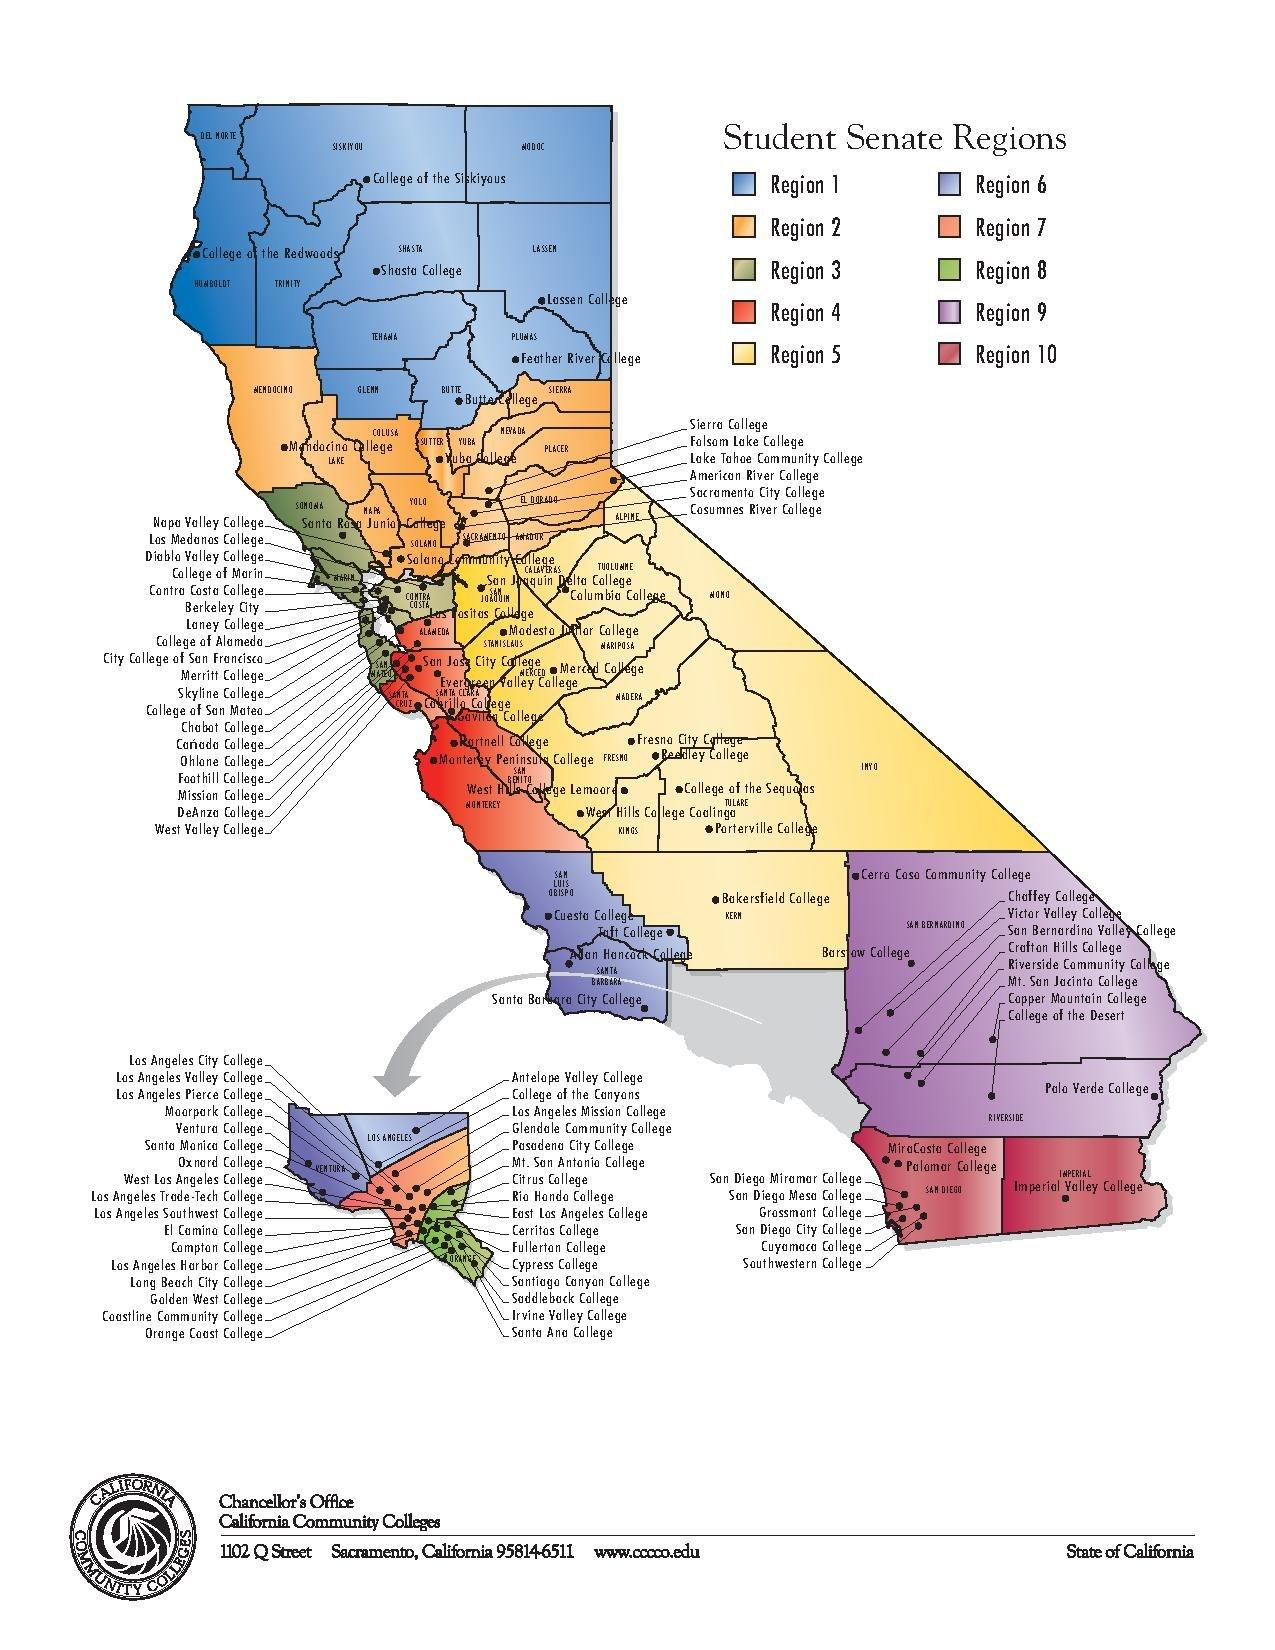 Student Senate Regions
Region 1
Region 2
Region 3
Region 4
Region 5
Region 6
Region 7
Region 8
Region 9
Region 10
DEL NORTE
SISKIYOU
MODOC
College of the Siskiyous
SHASTA
LASSEN
College of the Redwoods
Shasta College
HUMBOLDT
TRINITY
Lassen College
TEHAMA
PLUMAS
Feather River College
MENDOCINO
GLENN
BUTTE
SIERRA
Butte College
COLUSA
NEVADA
SUTTER
YUBA
PLACER
Mendocino College
LAKE
Yuba College
Sierra College
Folsom Lake College
Lake Tahoe Community College
American River College
Sacramento City College
Cosumnes River College
SONOMA
NAPA
YOLO
EL DORADO
ALPINE
Santa Rosa Junior College
SACRAMENTO
AMADOR
SOLANO
Solano Community College
CALAVERAS
TUOLUMNE
MARIN
San Joaquin Delta College
SAN
JOAQUIN
Columbia College
MONO
CONTRA
COSTA
Las Positas College
ALAMEDA
Modesto Junior College
STANISLAUS
MARIPOSA
San Jose City College
SAN
MATEO
MERCED
Merced College
Evergreen Valley College
SANTA CLARA
SANTA
CRUZ
MADERA
Cabrillo College
Gavilan College
Hartnell College
Fresno City College
Monterey Peninsula College
FRESNO
Reedley College
INYO
SAN
BENITO
West Hills College Lemoore
College of the Sequoias
MONTEREY
TULARE
West Hills College Coalinga
KINGS
Porterville College
Napa Valley College
Los Medanos College
Diablo Valley College
College of Marin
Contra Costa College
Berkeley City
Laney College
College of Alameda
City College of San Francisco
Merritt College
Skyline College
College of San Mateo
Chabot College
Cañada College
Ohlone College
Foothill College
Mission College
DeAnza College
West Valley College
SAN
LUIS
OBISPO
Cuesta College
Taft College
Allan Hancock College
SANTA
BARBARA
Santa Barbara City College
Bakersfield College
KERN
Cerro Coso Community College
SAN BERNARDINO
Barstow College
Chaffey College
Victor Valley College
San Bernardino Valley College
Crafton Hills College
Riverside Community College
Mt. San Jacinto College
Copper Mountain College
College of the Desert
Palo Verde College
RIVERSIDE
MiraCosta College
Palomar College
SAN DIEGO
IMPERIAL
Imperial Valley College
San Diego Miramar College
San Diego Mesa College
Grossmont College
San Diego City College
Cuyamaca College
Southwestern College
Los Angeles City College
Los Angeles Valley College
Los Angeles Pierce College
Moorpark College
Ventura College
Santa Monica College
Oxnard College
West Los Angeles College
Los Angeles Trade-Tech College
Los Angeles Southwest College
El Camino College
Compton College
Los Angeles Harbor College
Long Beach City College
Golden West College
Coastline Community College
Orange Coast College
LOS ANGELES
VENTURA
ORANGE
Antelope Valley College
College of the Canyons
Los Angeles Mission College
Glendale Community College
Pasadena City College
Mt. San Antonio College
Citrus College
Rio Hondo College
East Los Angeles College
Cerritos College
Fullerton College
Cypress College
Santiago Canyon College
Saddleback College
Irvine Valley College
Santa Ana College
CALIFORNIA
COMMUNITY COLLEGES
Chancellor's Office
California Community Colleges
1102 Q Street Sacramento, California 95814-6511 www.cccco.edu
State of California